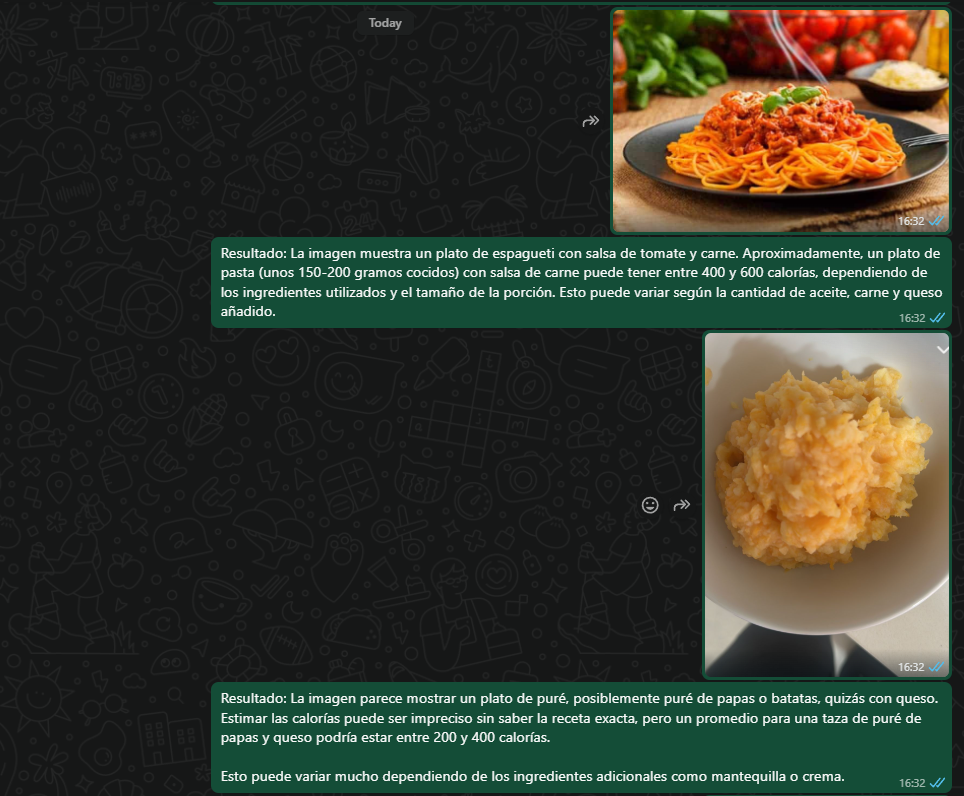 Today
16:32
Resultado: La imagen muestra un plato de espagueti con salsa de tomate y carne. Aproximadamente, un plato de
pasta (unos 150-200 gramos cocidos) con salsa de carne puede tener entre 400 y 600 calorías, dependiendo de
los ingredientes utilizados y el tamaño de la porción. Esto puede variar según la cantidad de aceite, carne y queso
añadido.
16:32
16:32
Resultado: La imagen parece mostrar un plato de puré, posiblemente puré de papas o batatas, quizás con queso.
Estimar las calorías puede ser impreciso sin saber la receta exacta, pero un promedio para una taza de puré de
papas y queso podría estar entre 200 y 400 calorías.
Esto puede variar mucho dependiendo de los ingredientes adicionales como mantequilla o crema.
16:32